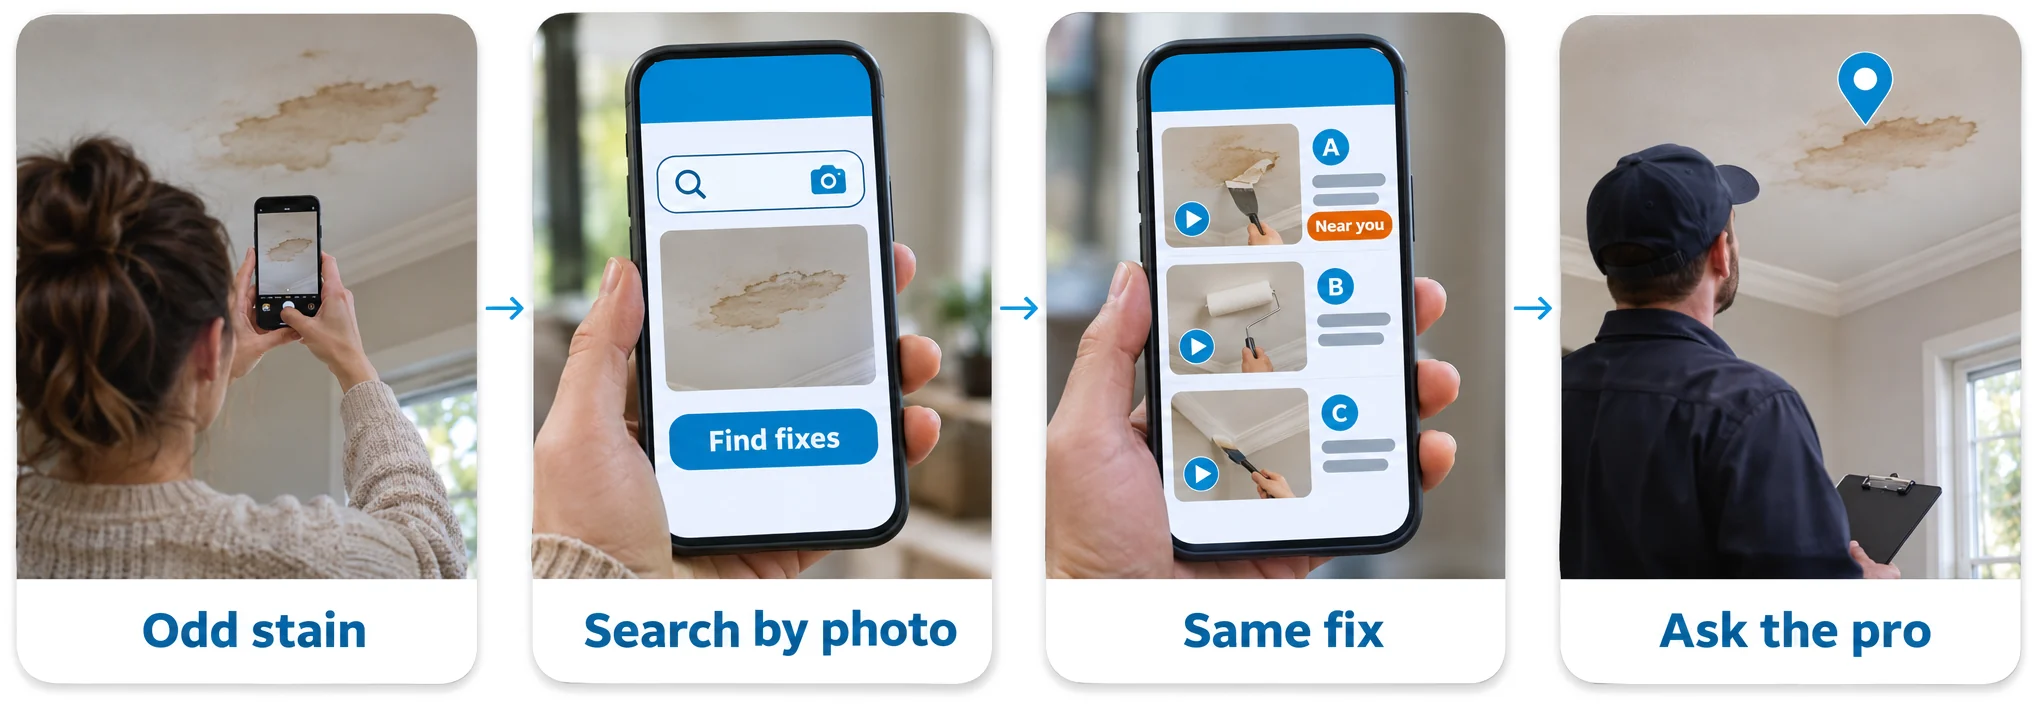 Odd stain
Find fixes
Search by photo
A
Near you
B
C
Same fix
Ask the pro